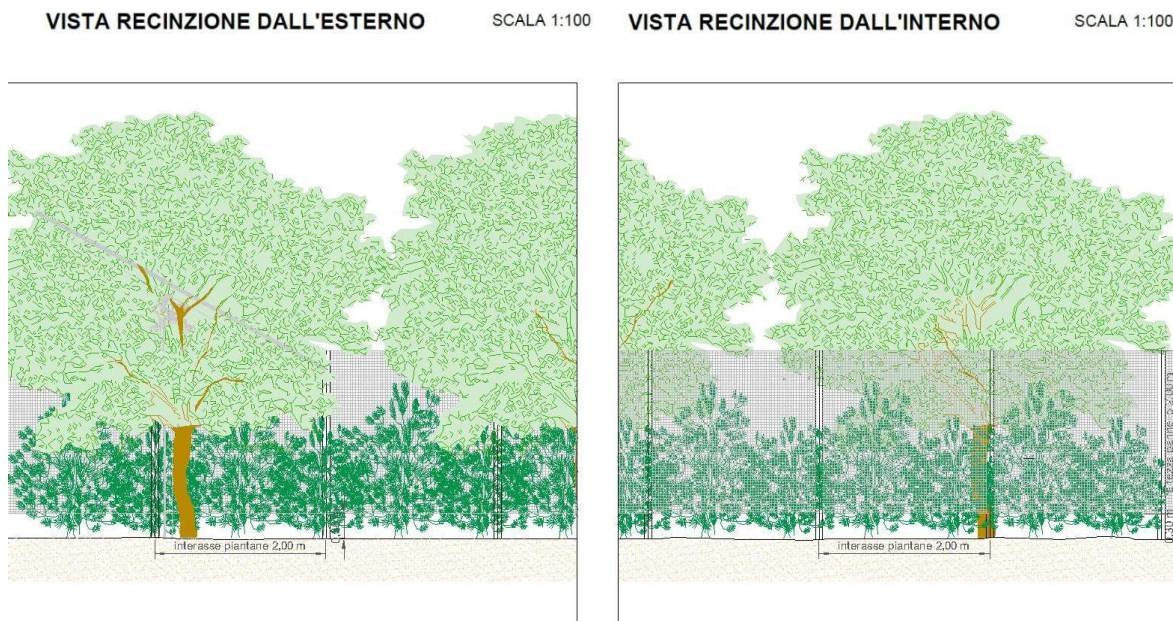 VISTA RECINZIONE DALL'ESTERNO
SCALA 1:100
VISTA RECINZIONE DALL'INTERNO
SCALA 1:100
interasse piantane 2,00 m
interasse piantane 2,00 m